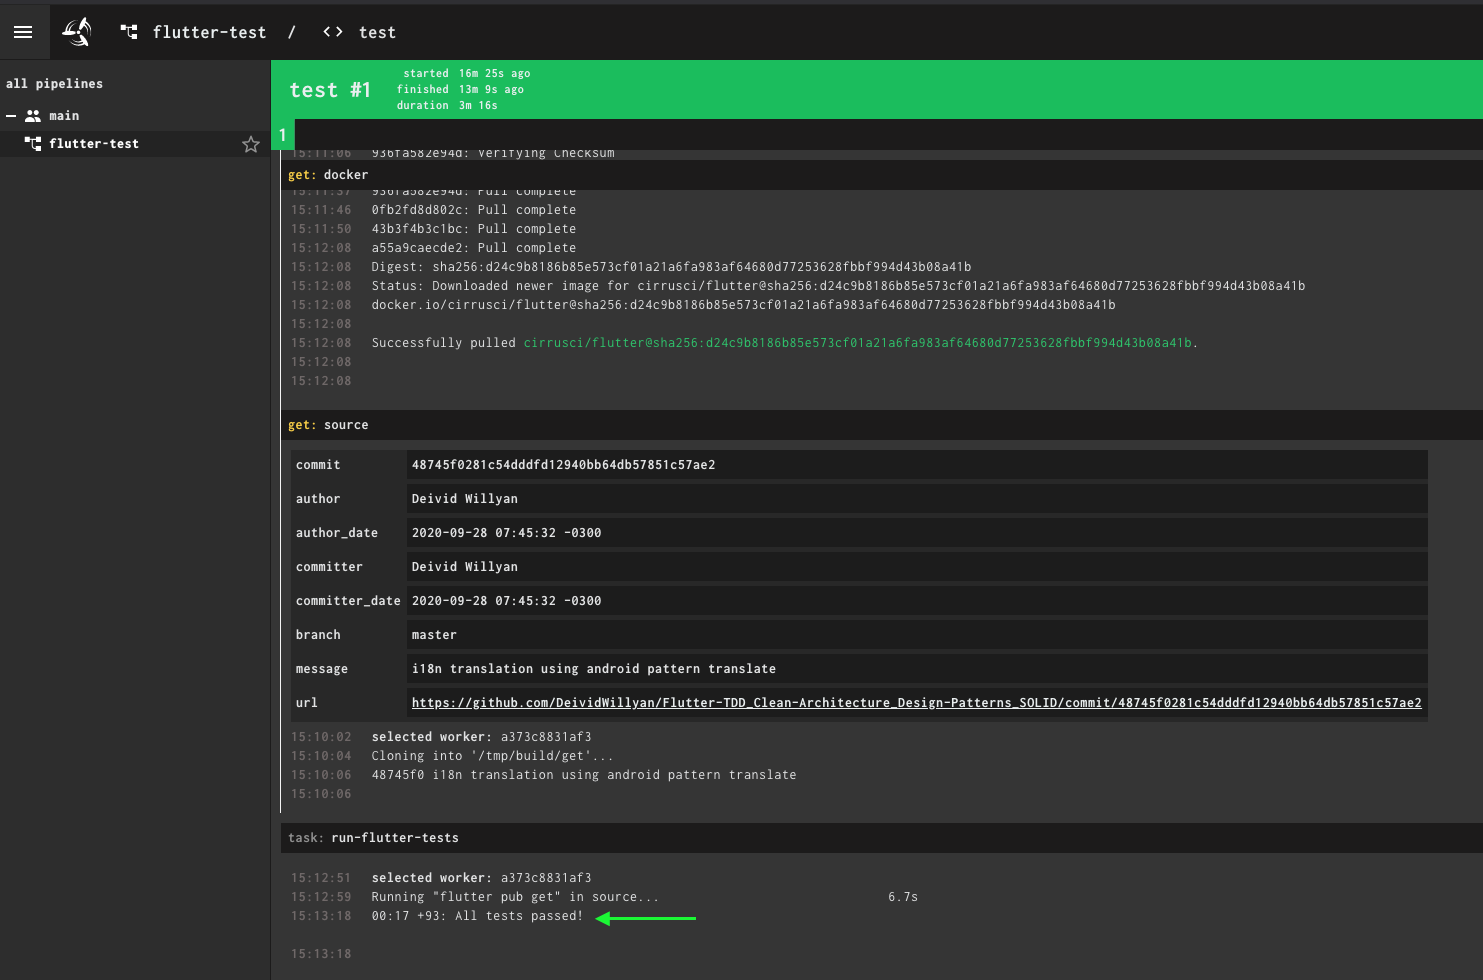 flutter-test / <> test
all pipelines
main
flutter-test
test #1
started 16m 25s ago
finished 13m 9s ago
duration 3m 16s
1
15:11:06 936fa582e94d: Verifying Checksum
get: docker
15:11:37 936fa582e94d: Pull complete
15:11:46 0fb2fd8d802c: Pull complete
15:11:50 43b3f4b3c1bc: Pull complete
15:12:08 a55a9caecde2: Pull complete
15:12:08 Digest: sha256:d24c9b8186b85e573cf01a21a6fa983af64680d77253628fbbf994d43b08a41b
15:12:08 Status: Downloaded newer image for cirrusci/flutter@sha256:d24c9b8186b85e573cf01a21a6fa983af64680d77253628fbbf994d43b08a41b
15:12:08 docker.io/cirrusci/flutter@sha256:d24c9b8186b85e573cf01a21a6fa983af64680d77253628fbbf994d43b08a41b
15:12:08
15:12:08 Successfully pulled cirrusci/flutter@sha256:d24c9b8186b85e573cf01a21a6fa983af64680d77253628fbbf994d43b08a41b.
15:12:08
15:12:08
get: source
commit 48745f0281c54dddfd12940bb64db57851c57ae2
author Deivid Willyan
author_date 2020-09-28 07:45:32 -0300
committer Deivid Willyan
committer_date 2020-09-28 07:45:32 -0300
branch master
message i18n translation using android pattern translate
url https://github.com/DeividWillyan/Flutter-TDD_Clean-Architecture_Design-Patterns_SOLID/commit/48745f0281c54dddfd12940bb64db57851c57ae2
15:10:02 selected worker: a373c8831af3
15:10:04 Cloning into '/tmp/build/get'...
15:10:06 48745f0 i18n translation using android pattern translate
15:10:06
task: run-flutter-tests
15:12:51 selected worker: a373c8831af3
15:12:59 Running "flutter pub get" in source... 6.7s
15:13:18 00:17 +93: All tests passed!
15:13:18